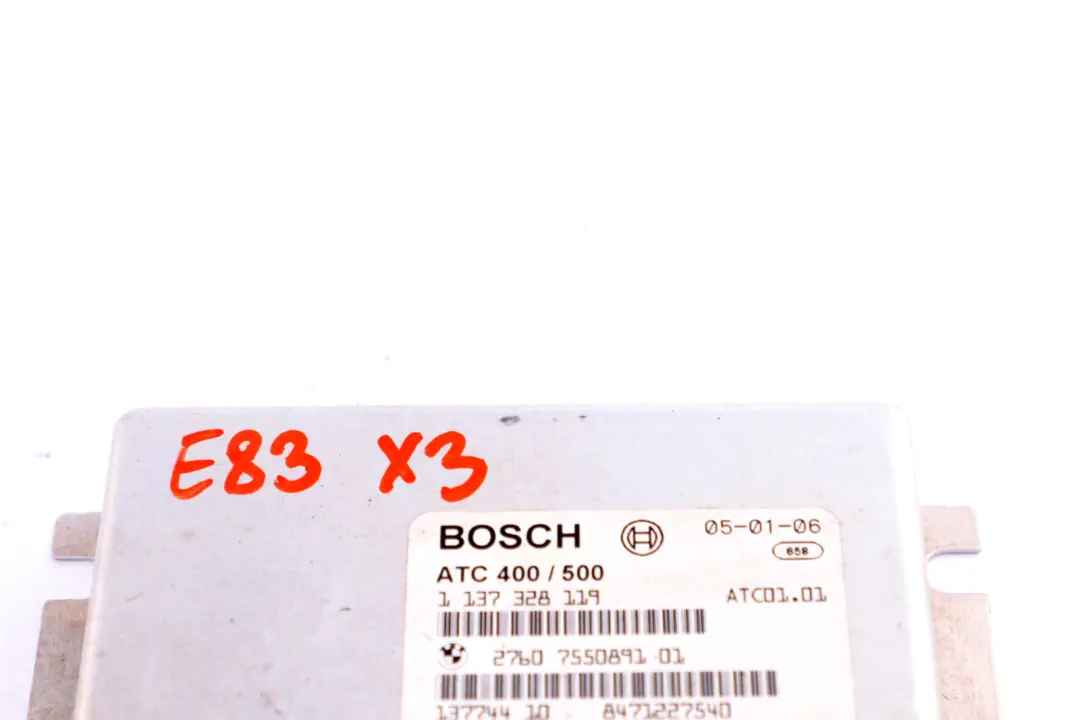 E83 X3
BOSCH 05-01-06
658
ATC 400 / 500
1 137 328 119 ATC01.01
2760 7550891-01
137744 10 8471227540